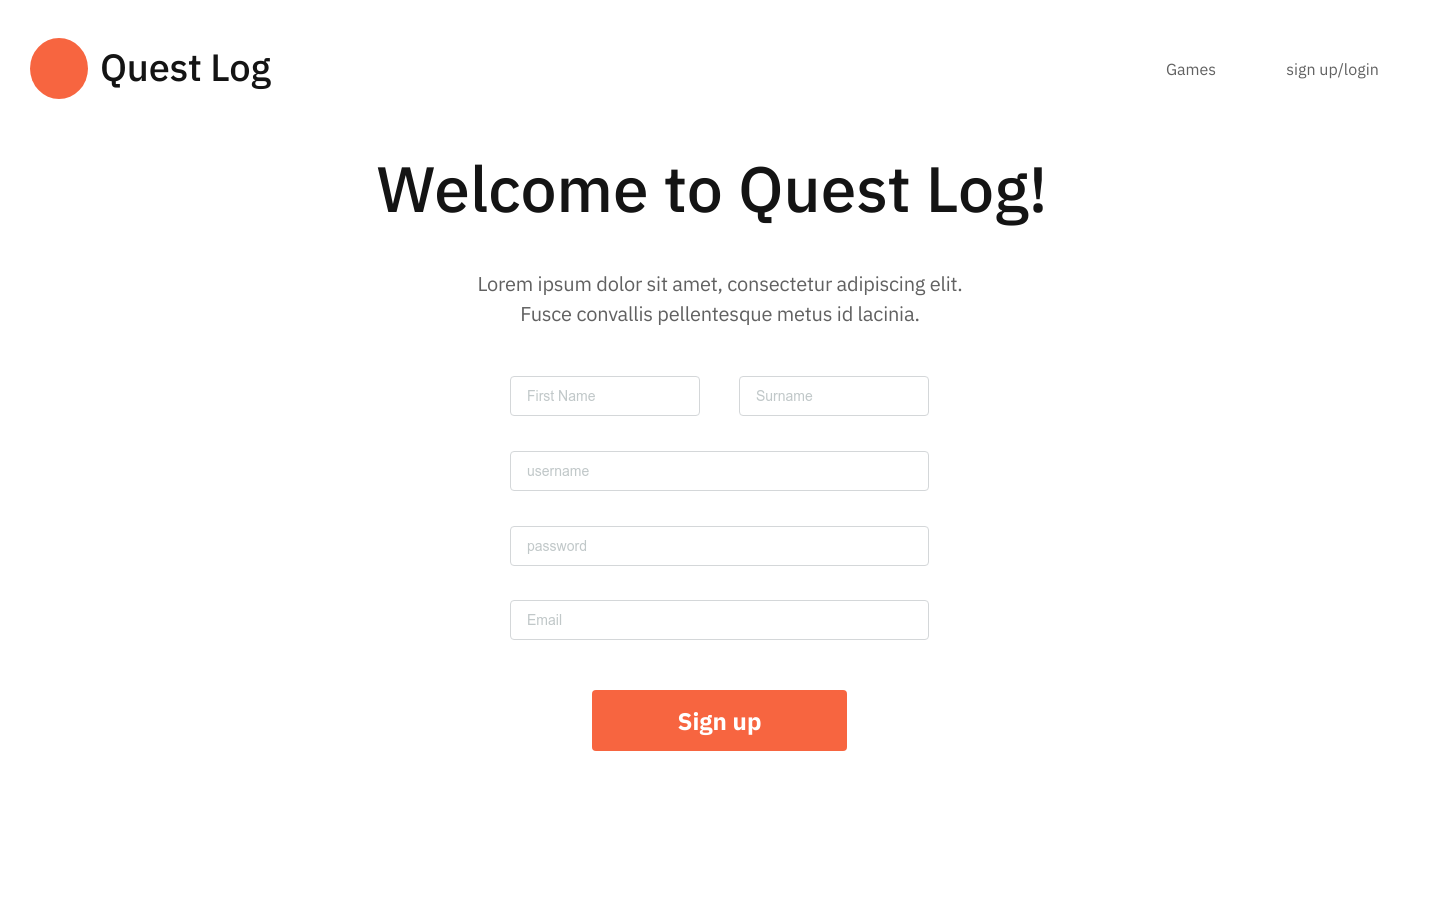 Quest Log
Games
sign up/login
Welcome to Quest Log!
Lorem ipsum dolor sit amet, consectetur adipiscing elit.
Fusce convallis pellentesque metus id lacinia.
First Name
Surname
username
password
Email
Sign up